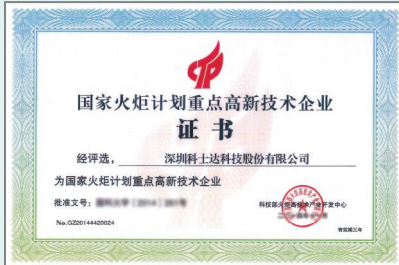 国家火炬计划重点高新技术企业
证书
经评选， 深圳科士达科技股份有限公司
为国家火炬计划重点高新技术企业
批准文号：
科技部火炬高技术产业开发中心
No.GZ20144420024
有效期三年